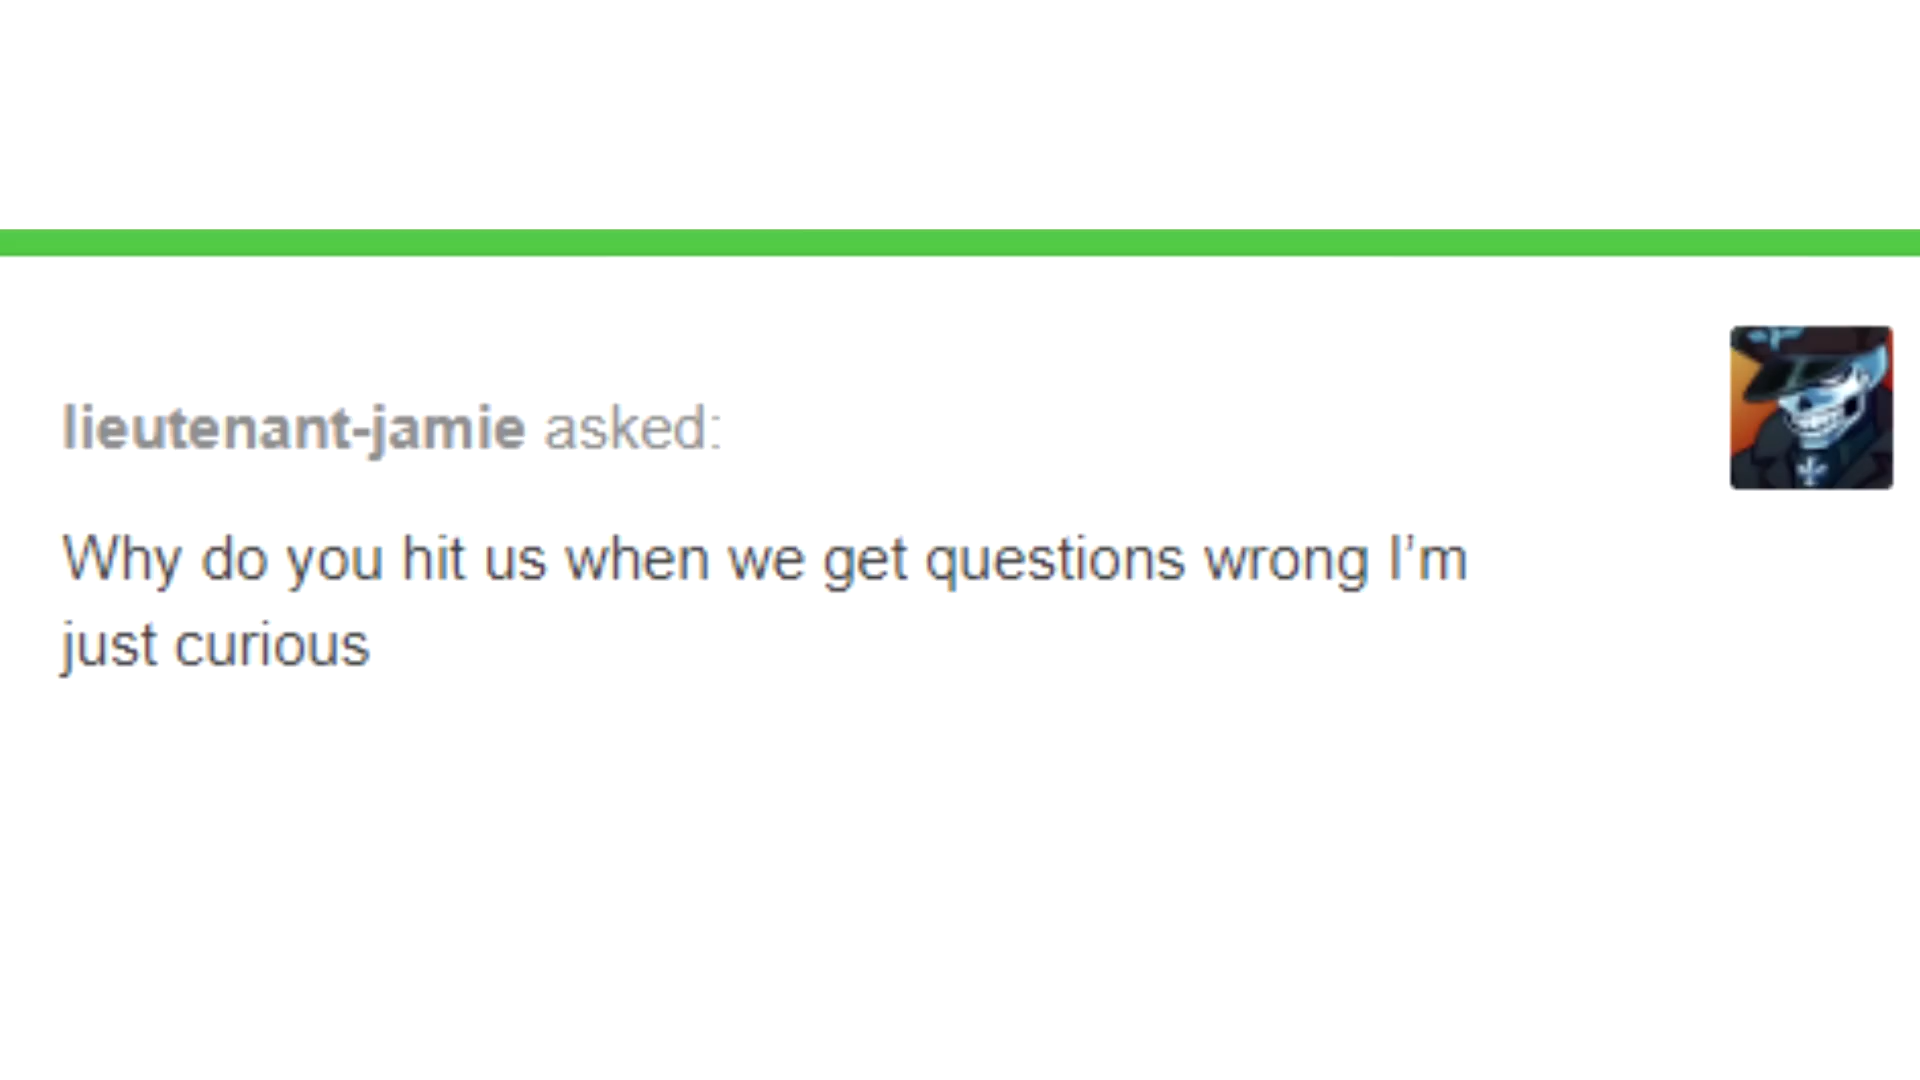 lieutenant-jamie asked:
Why do you hit us when we get questions wrong I’m
just curious